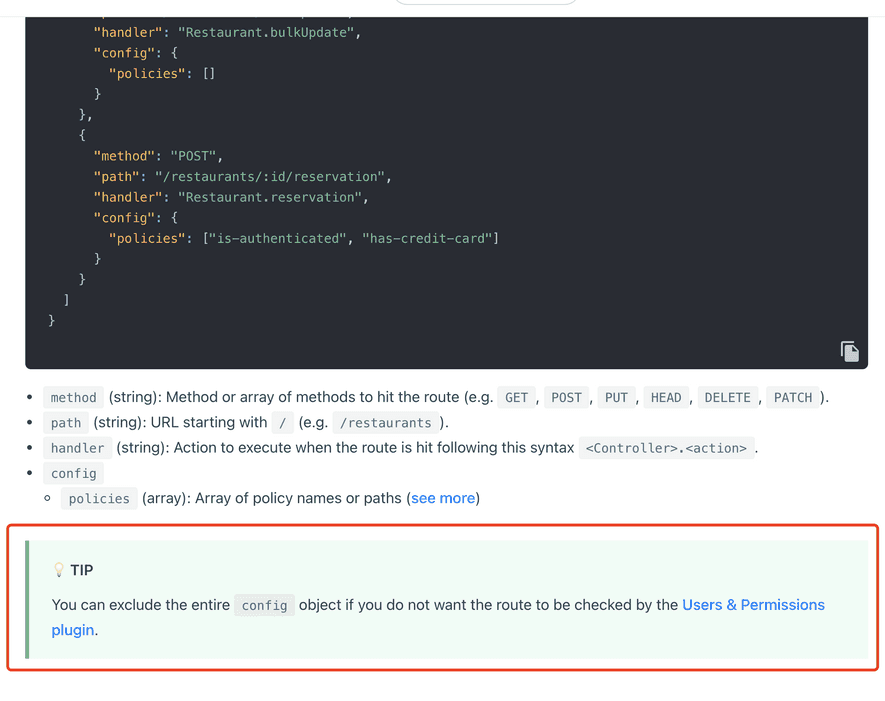 "handler": "Restaurant.bulkUpdate",
"config": {
"policies": []
}
},
{
"method": "POST",
"path": "/restaurants/:id/reservation",
"handler": "Restaurant.reservation",
"config": {
"policies": ["is-authenticated", "has-credit-card"]
}
}
]
}
• method (string): Method or array of methods to hit the route (e.g. GET , POST , PUT , HEAD , DELETE , PATCH ).
• path (string): URL starting with / (e.g. /restaurants ).
• handler (string): Action to execute when the route is hit following this syntax <Controller>.<action> .
• config
○ policies (array): Array of policy names or paths (see more)
💡 TIP
You can exclude the entire config object if you do not want the route to be checked by the Users & Permissions
plugin.